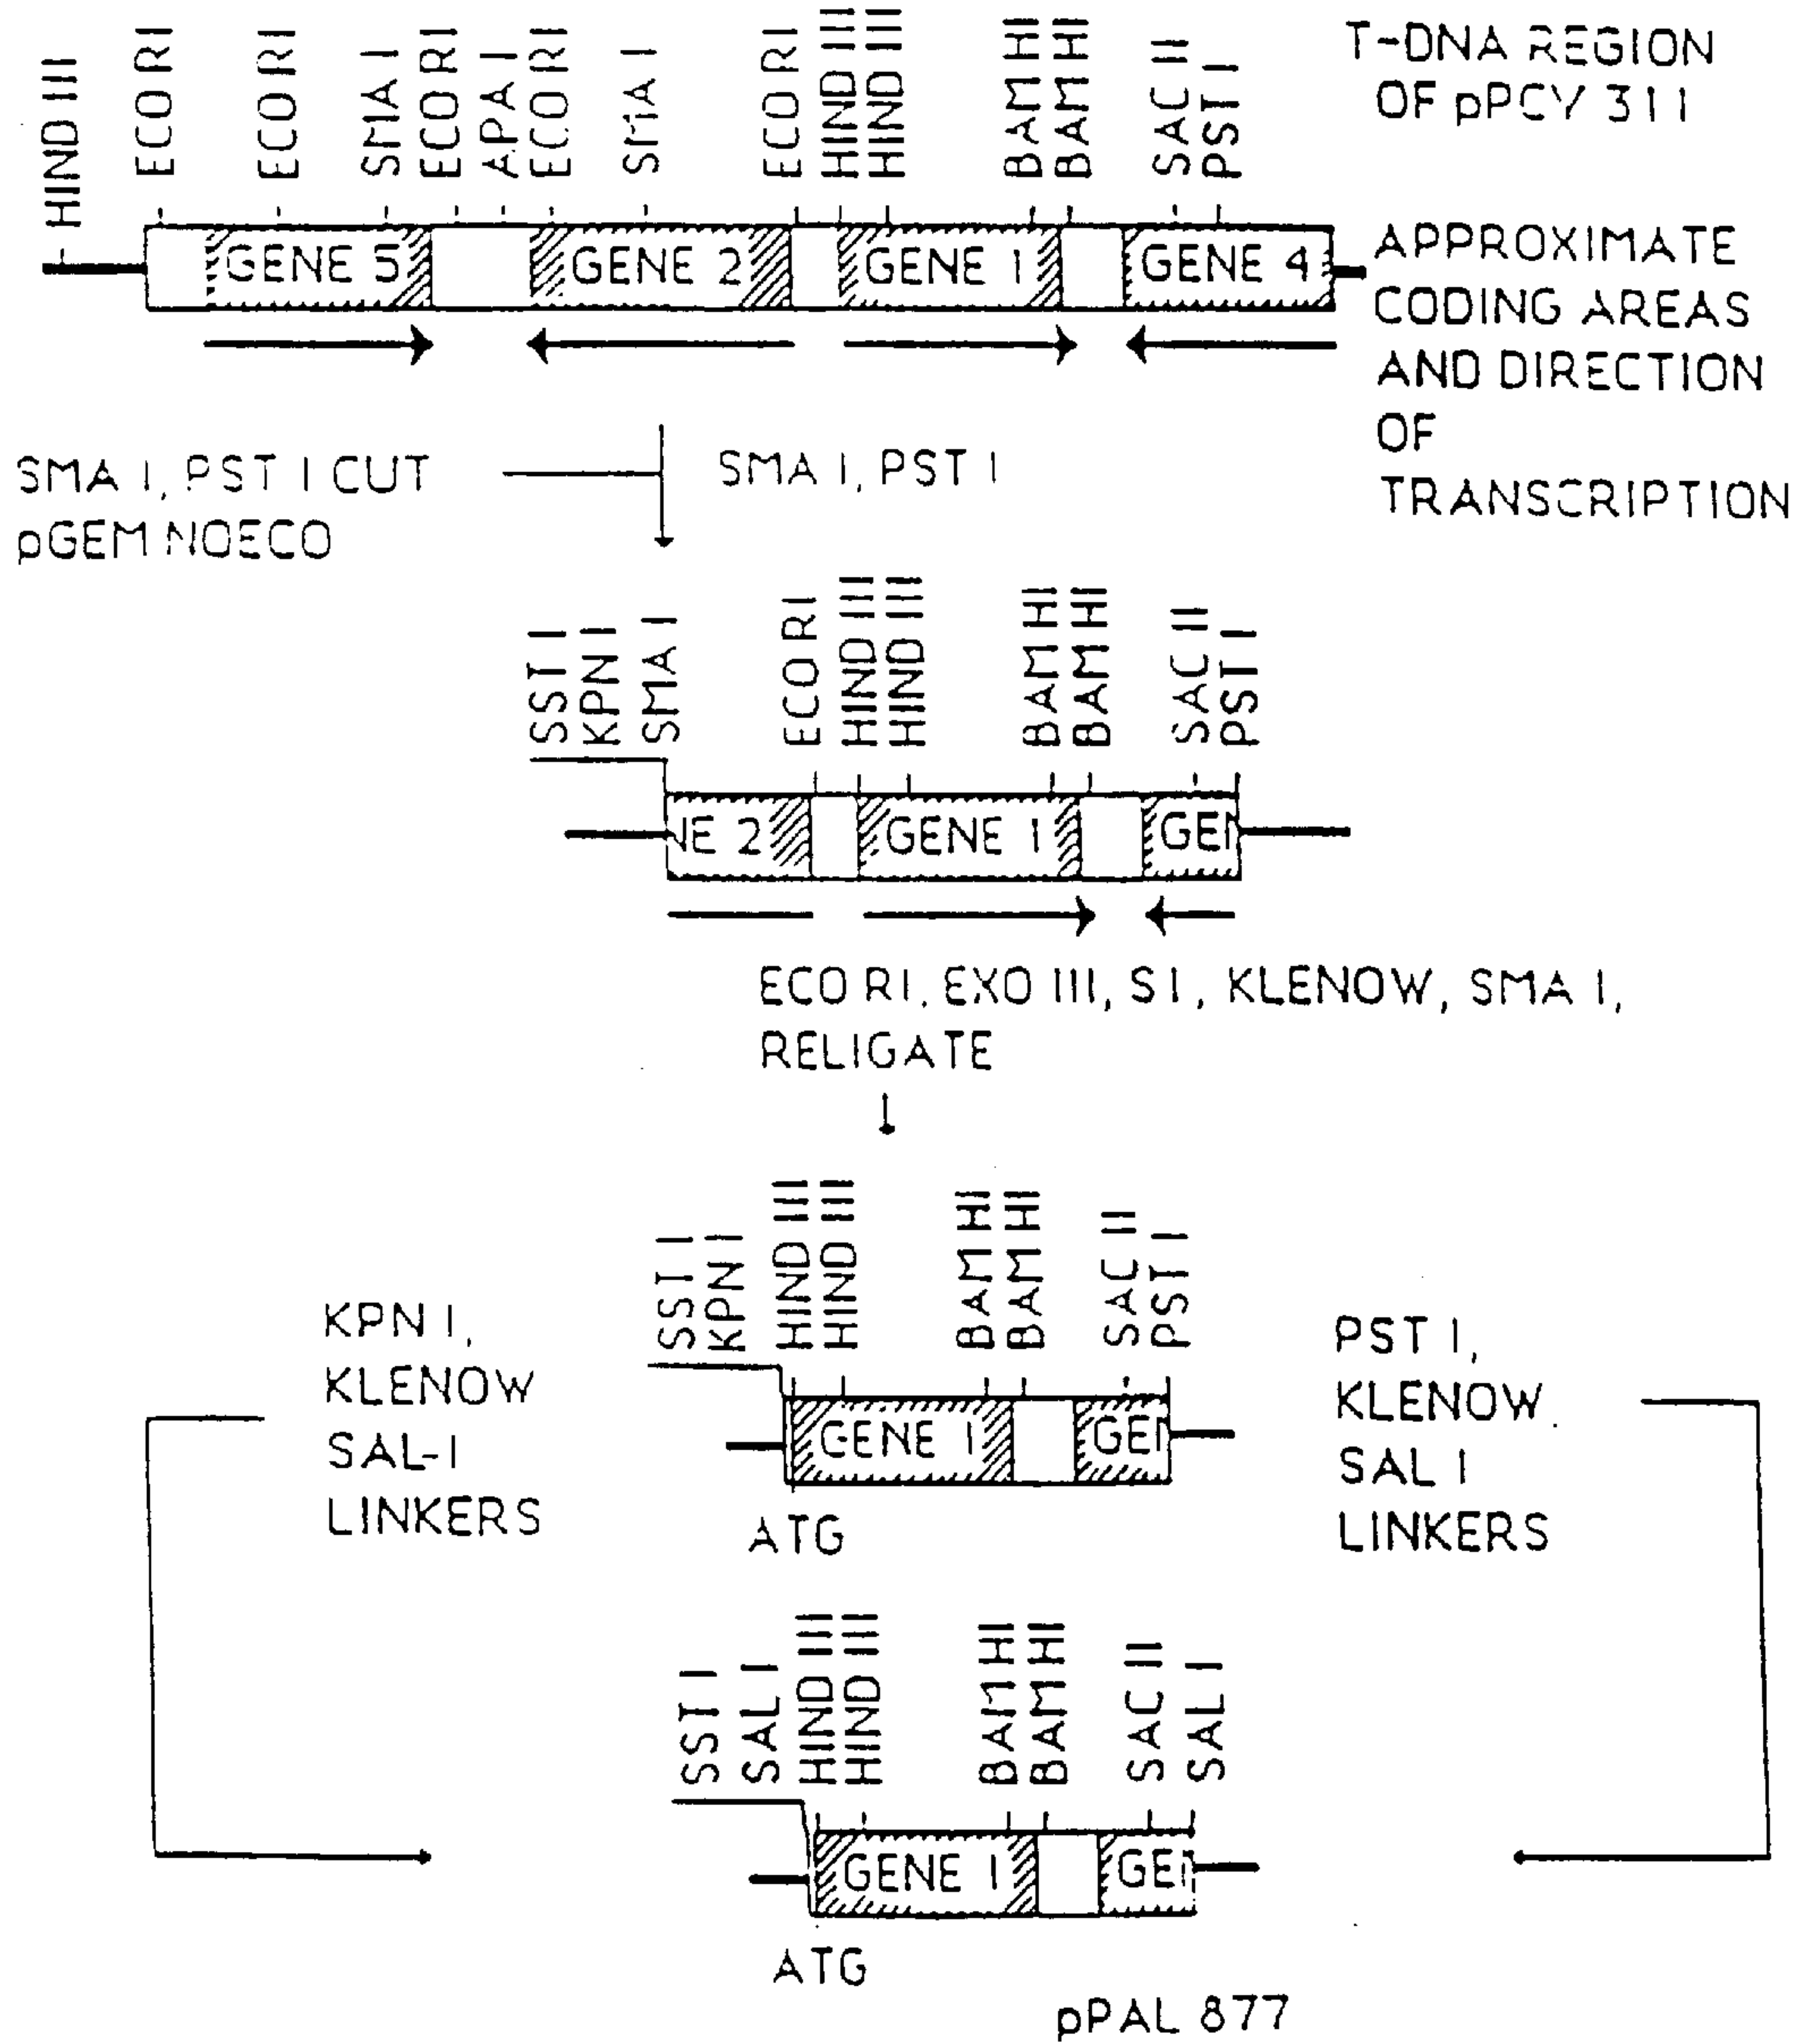 HIND III
ECO RI
ECO RI
SMA I
ECO RI
APA I
ECO RI
SMA I
ECO RI
HIND III
HIND III
BAM HI
BAM HI
SAC II
PST I
T-DNA REGION
OF pPCY 311
GENE 5
GENE 2
GENE 1
GENE 4
APPROXIMATE
CODING AREAS
AND DIRECTION
OF
TRANSCRIPTION
SMA I, PST I CUT
pGEM NOECO
SMA I, PST I
SST I
KPN I
SMA I
ECO RI
HIND III
HIND III
BAM HI
BAM HI
SAC II
PST I
NE 2
GENE 1
GEN
ECO RI, EXO III, S1, KLENOW, SMA I,
RELIGATE
SST I
KPN I
HIND III
HIND III
BAM HI
BAM HI
SAC II
PST I
KPN I,
KLENOW
SAL-I
LINKERS
GENE 1
GEN
ATG
PST I,
KLENOW
SAL I
LINKERS
SST I
SAL I
HIND III
HIND III
BAM HI
BAM HI
SAC II
SAL I
GENE 1
GEN
ATG
pPAL 877